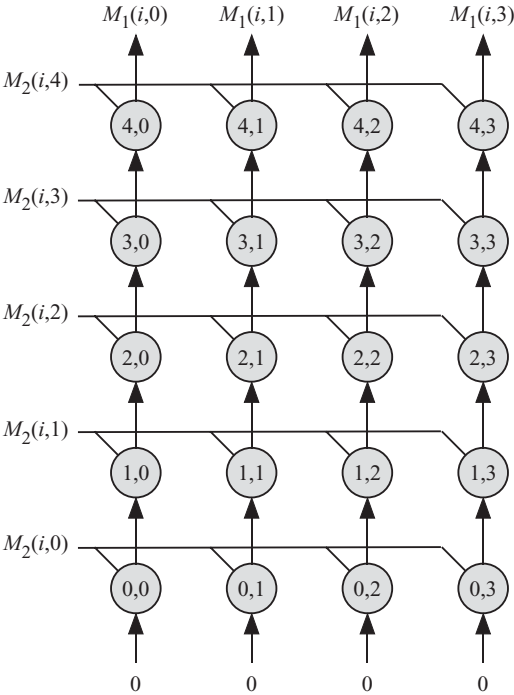 M₁(i,0) M₁(i,1) M₁(i,2) M₁(i,3)
M₂(i,4)
4,0 4,1 4,2 4,3
M₂(i,3)
3,0 3,1 3,2 3,3
M₂(i,2)
2,0 2,1 2,2 2,3
M₂(i,1)
1,0 1,1 1,2 1,3
M₂(i,0)
0,0 0,1 0,2 0,3
0 0 0 0